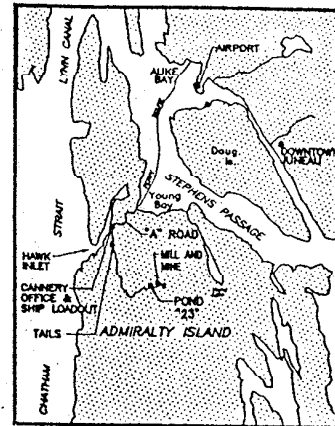 LYNN CANAL
AIRPORT
AUKE
BAY
Doug.
Is.
DOWNTOWN
JUNEAU
STEPHENS PASSAGE
Young
Bay
STRAIT
"A" ROAD
HAWK
INLET
MILL AND
MINE
CANNERY
OFFICE &
SHIP LOADOUT
POND
"23"
TAILS
ADMIRALTY ISLAND
CHATHAM